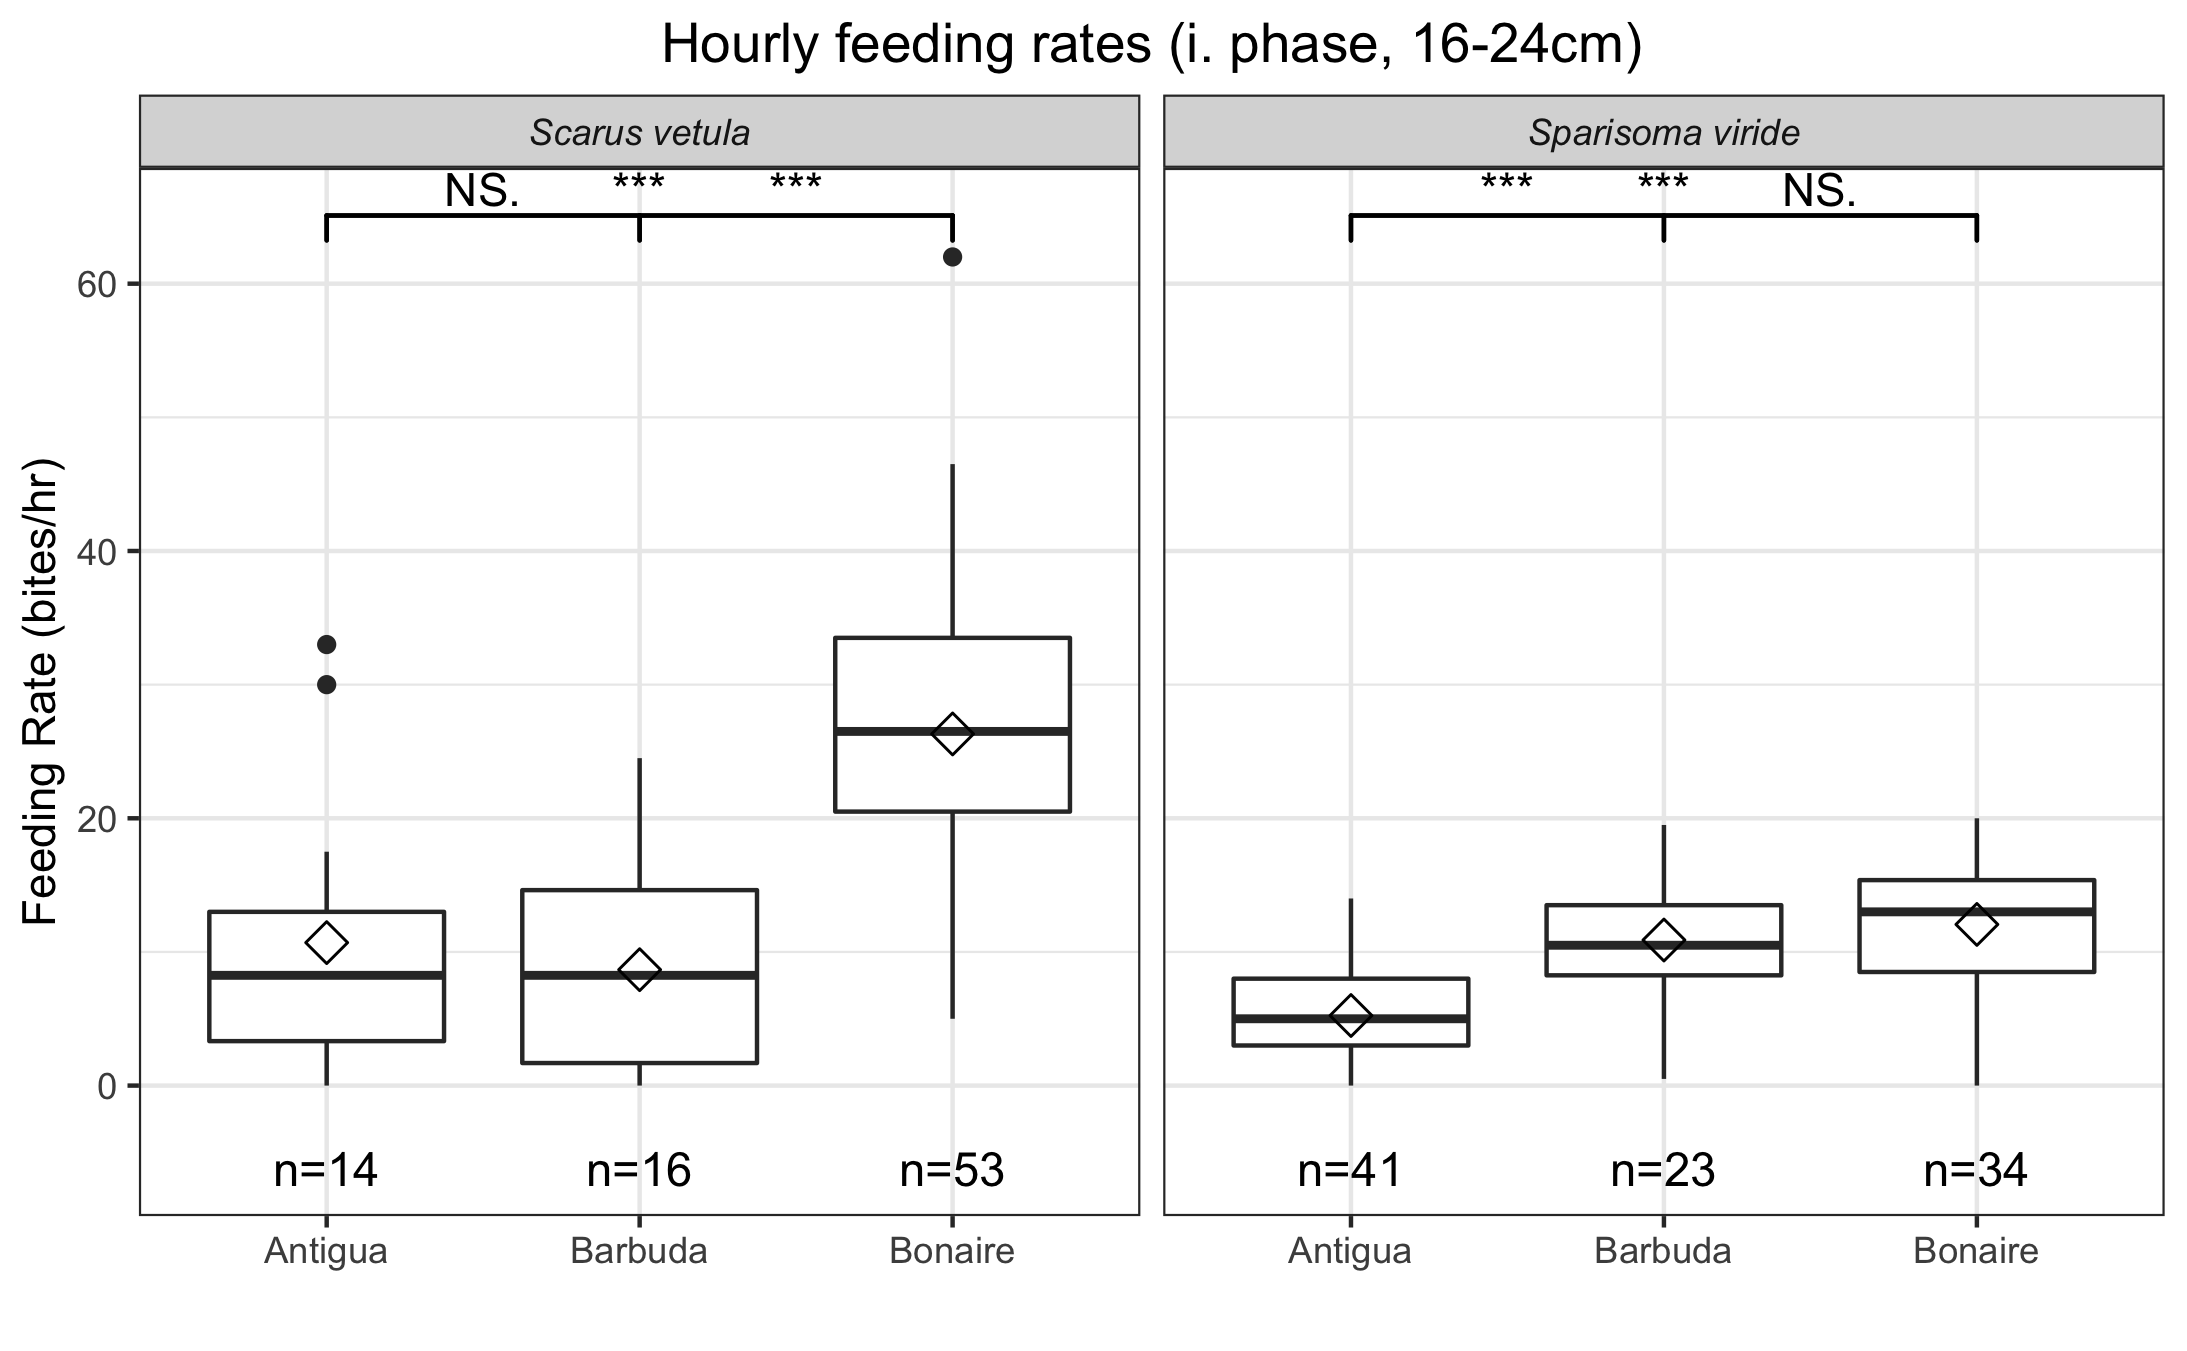 Hourly feeding rates (i. phase, 16-24cm)
Scarus vetula
Sparisoma viride
NS. *** ***
*** *** NS.
Feeding Rate (bites/hr)
60
40
20
0
n=14 n=16 n=53
n=41 n=23 n=34
Antigua Barbuda Bonaire
Antigua Barbuda Bonaire